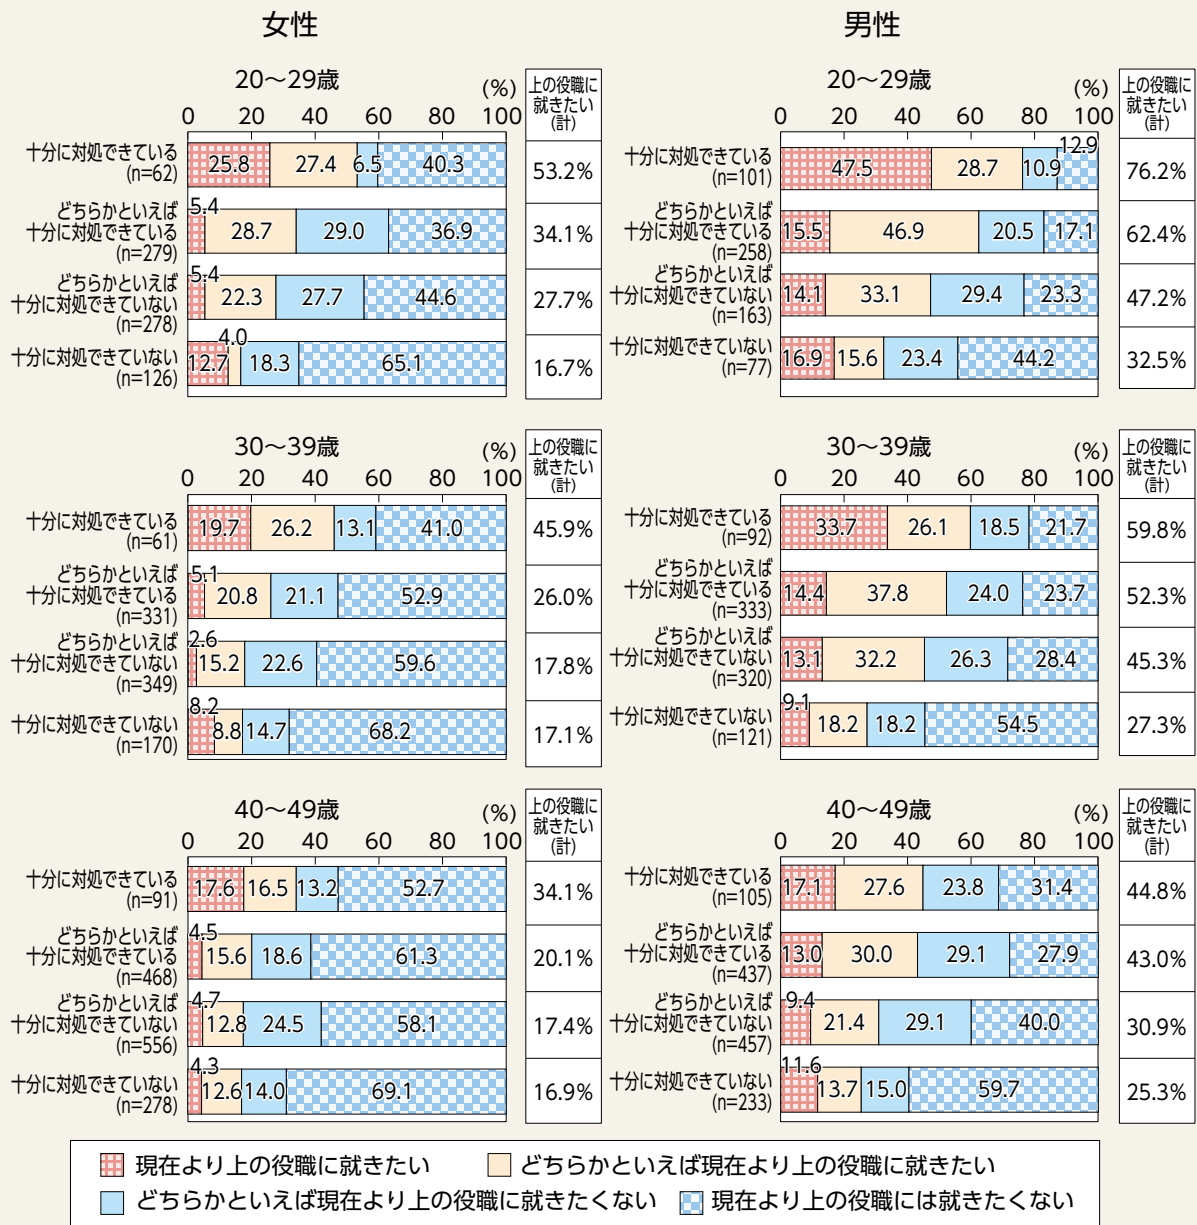 女性
20～29歳
(%)
上の役職に
就きたい
(計)
0 20 40 60 80 100
十分に対処できている
(n=62)
25.8 27.4 6.5 40.3
53.2%
どちらかといえば
十分に対処できている
(n=279)
5.4 28.7 29.0 36.9
34.1%
どちらかといえば
十分に対処できていない
(n=278)
5.4 22.3 27.7 44.6
27.7%
十分に対処できていない
(n=126)
12.7 4.0 18.3 65.1
16.7%
30～39歳
(%)
上の役職に
就きたい
(計)
0 20 40 60 80 100
十分に対処できている
(n=61)
19.7 26.2 13.1 41.0
45.9%
どちらかといえば
十分に対処できている
(n=331)
5.1 20.8 21.1 52.9
26.0%
どちらかといえば
十分に対処できていない
(n=349)
2.6 15.2 22.6 59.6
17.8%
十分に対処できていない
(n=170)
8.2 8.8 14.7 68.2
17.1%
40～49歳
(%)
上の役職に
就きたい
(計)
0 20 40 60 80 100
十分に対処できている
(n=91)
17.6 16.5 13.2 52.7
34.1%
どちらかといえば
十分に対処できている
(n=468)
4.5 15.6 18.6 61.3
20.1%
どちらかといえば
十分に対処できていない
(n=556)
4.7 12.8 24.5 58.1
17.4%
十分に対処できていない
(n=278)
4.3 12.6 14.0 69.1
16.9%
男性
20～29歳
(%)
上の役職に
就きたい
(計)
0 20 40 60 80 100
十分に対処できている
(n=101)
47.5 28.7 10.9 12.9
76.2%
どちらかといえば
十分に対処できている
(n=258)
15.5 46.9 20.5 17.1
62.4%
どちらかといえば
十分に対処できていない
(n=163)
14.1 33.1 29.4 23.3
47.2%
十分に対処できていない
(n=77)
16.9 15.6 23.4 44.2
32.5%
30～39歳
(%)
上の役職に
就きたい
(計)
0 20 40 60 80 100
十分に対処できている
(n=92)
33.7 26.1 18.5 21.7
59.8%
どちらかといえば
十分に対処できている
(n=333)
14.4 37.8 24.0 23.7
52.3%
どちらかといえば
十分に対処できていない
(n=320)
13.1 32.2 26.3 28.4
45.3%
十分に対処できていない
(n=121)
9.1 18.2 18.2 54.5
27.3%
40～49歳
(%)
上の役職に
就きたい
(計)
0 20 40 60 80 100
十分に対処できている
(n=105)
17.1 27.6 23.8 31.4
44.8%
どちらかといえば
十分に対処できている
(n=437)
13.0 30.0 29.1 27.9
43.0%
どちらかといえば
十分に対処できていない
(n=457)
9.4 21.4 29.1 40.0
30.9%
十分に対処できていない
(n=233)
11.6 13.7 15.0 59.7
25.3%
現在より上の役職に就きたい どちらかといえば現在より上の役職に就きたい
どちらかといえば現在より上の役職に就きたくない 現在より上の役職には就きたくない